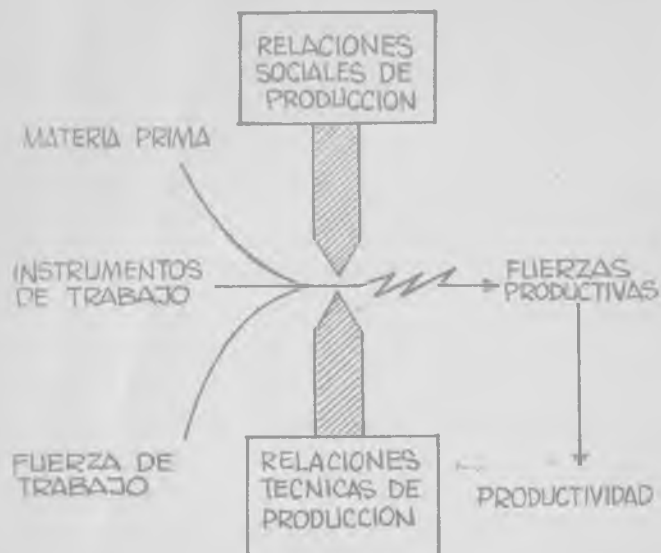 RELACIONES
SOCIALES DE
PRODUCCION
MATERIA PRIMA
INSTRUMENTOS
DE TRABAJO
FUERZAS
PRODUCTIVAS
FUERZA DE
TRABAJO
RELACIONES
TECNICAS DE
PRODUCCION
PRODUCTIVIDAD